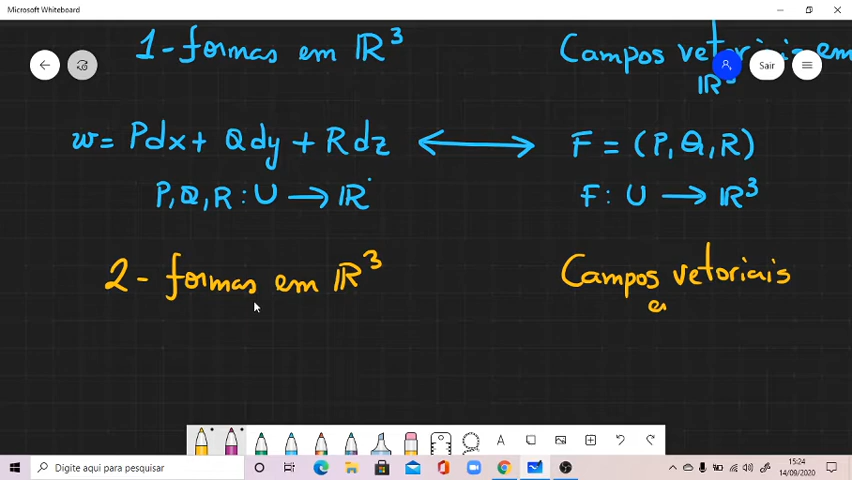 Microsoft Whiteboard
1-formas em ℝ³
Campos vetoriais em
ℝ³
Sair
w = Pdx + Qdy + Rdz ⟷ F = (P, Q, R)
P, Q, R : U → ℝ
F : U → ℝ³
2-formas em ℝ³
Campos vetoriais
e
A
Digite aqui para pesquisar
15:24
14/09/2020